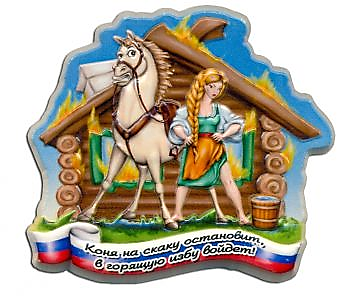 Коня на скаку остановит..,
в горящую избу войдет!